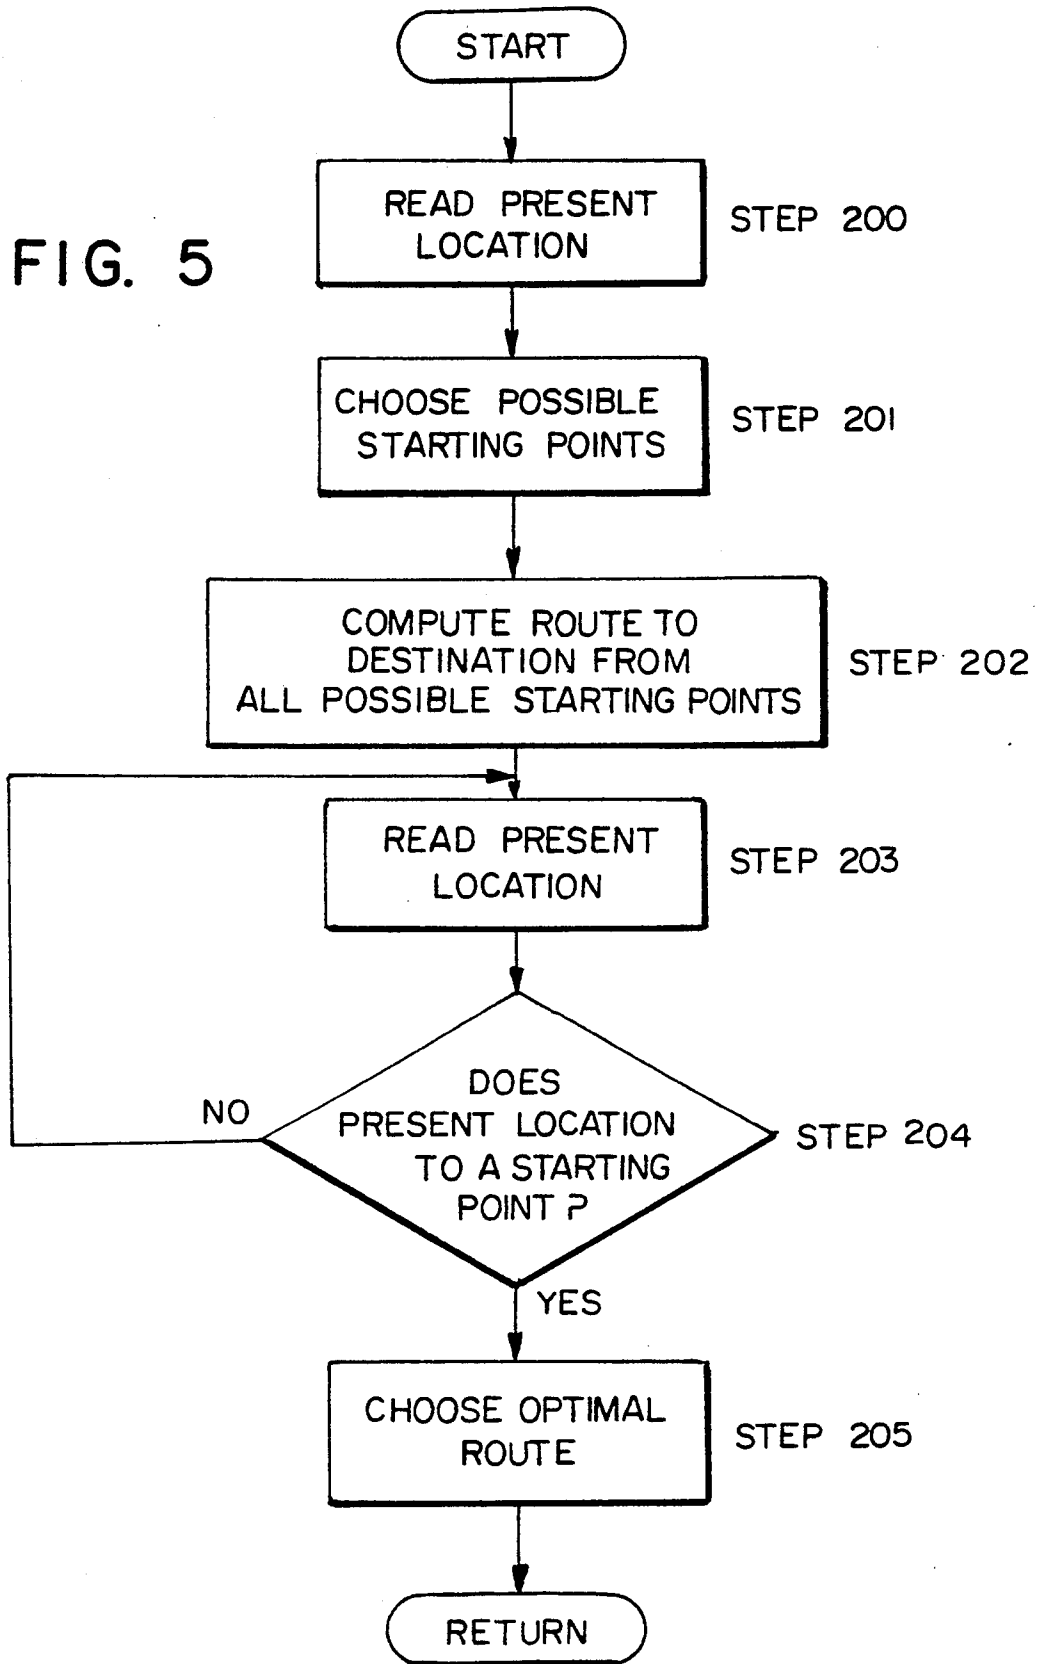 START
READ PRESENT
LOCATION
STEP 200
FIG. 5
CHOOSE POSSIBLE
STARTING POINTS
STEP 201
COMPUTE ROUTE TO
DESTINATION FROM
ALL POSSIBLE STARTING POINTS
STEP 202
READ PRESENT
LOCATION
STEP 203
DOES
PRESENT LOCATION
TO A STARTING
POINT ?
STEP 204
NO
YES
CHOOSE OPTIMAL
ROUTE
STEP 205
RETURN